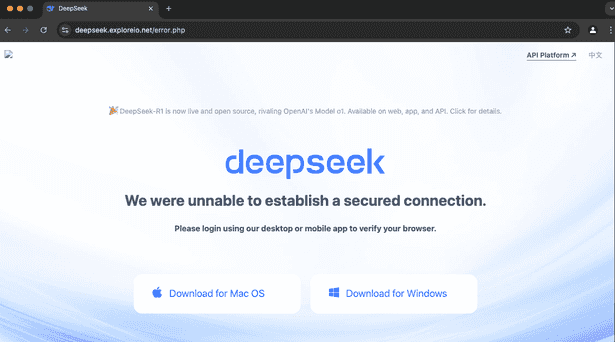 DeepSeek
deepseek.exploreio.net/error.php
API Platform ↗ 中文
🎉 DeepSeek-R1 is now live and open source, rivaling OpenAI's Model o1. Available on web, app, and API. Click for details.
deepseek
We were unable to establish a secured connection.
Please login using our desktop or mobile app to verify your browser.
Download for Mac OS Download for Windows